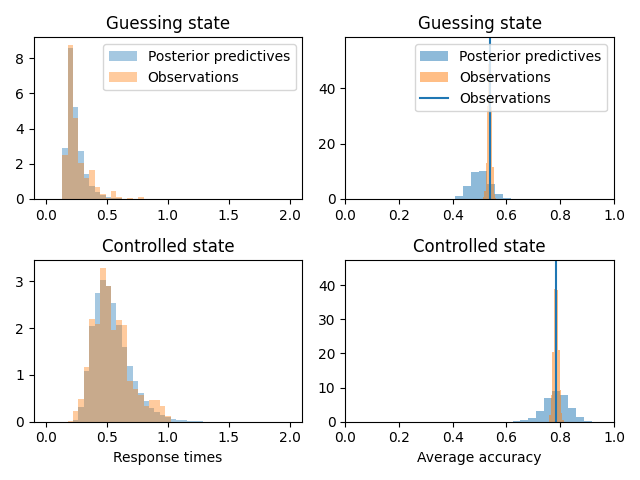 Guessing state
8
6
4
2
0
0.0 0.5 1.0 1.5 2.0
Posterior predictives
Observations
Guessing state
40
20
0
0.0 0.2 0.4 0.6 0.8 1.0
Posterior predictives
Observations
Observations
Controlled state
3
2
1
0
0.0 0.5 1.0 1.5 2.0
Response times
Controlled state
40
30
20
10
0
0.0 0.2 0.4 0.6 0.8 1.0
Average accuracy